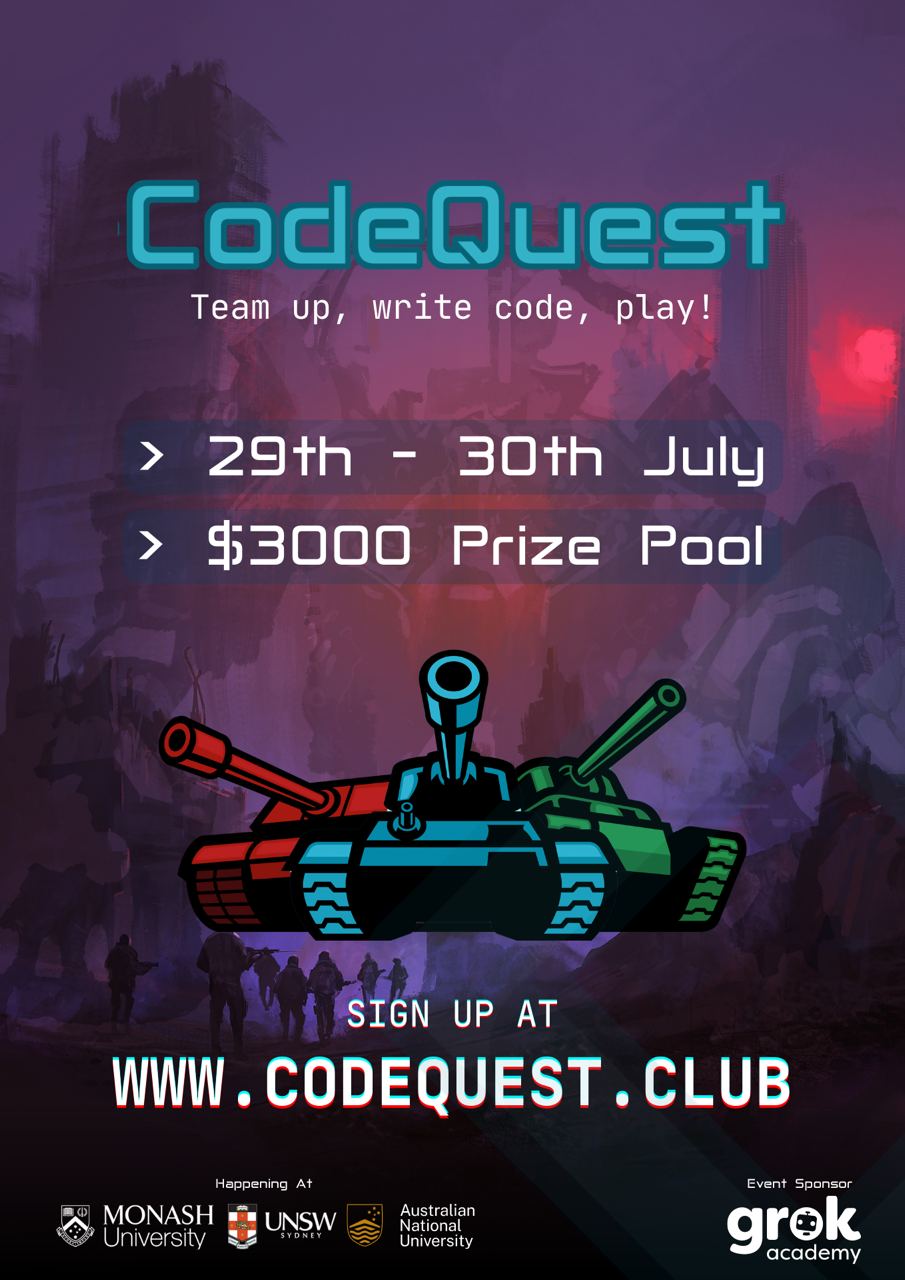 CodeQuest
Team up, write code, play!
> 29th - 30th July
> $3000 Prize Pool
SIGN UP AT
WWW.CODEQUEST.CLUB
Happening At
MONASH University
UNSW SYDNEY
Australian National University
Event Sponsor
grok academy